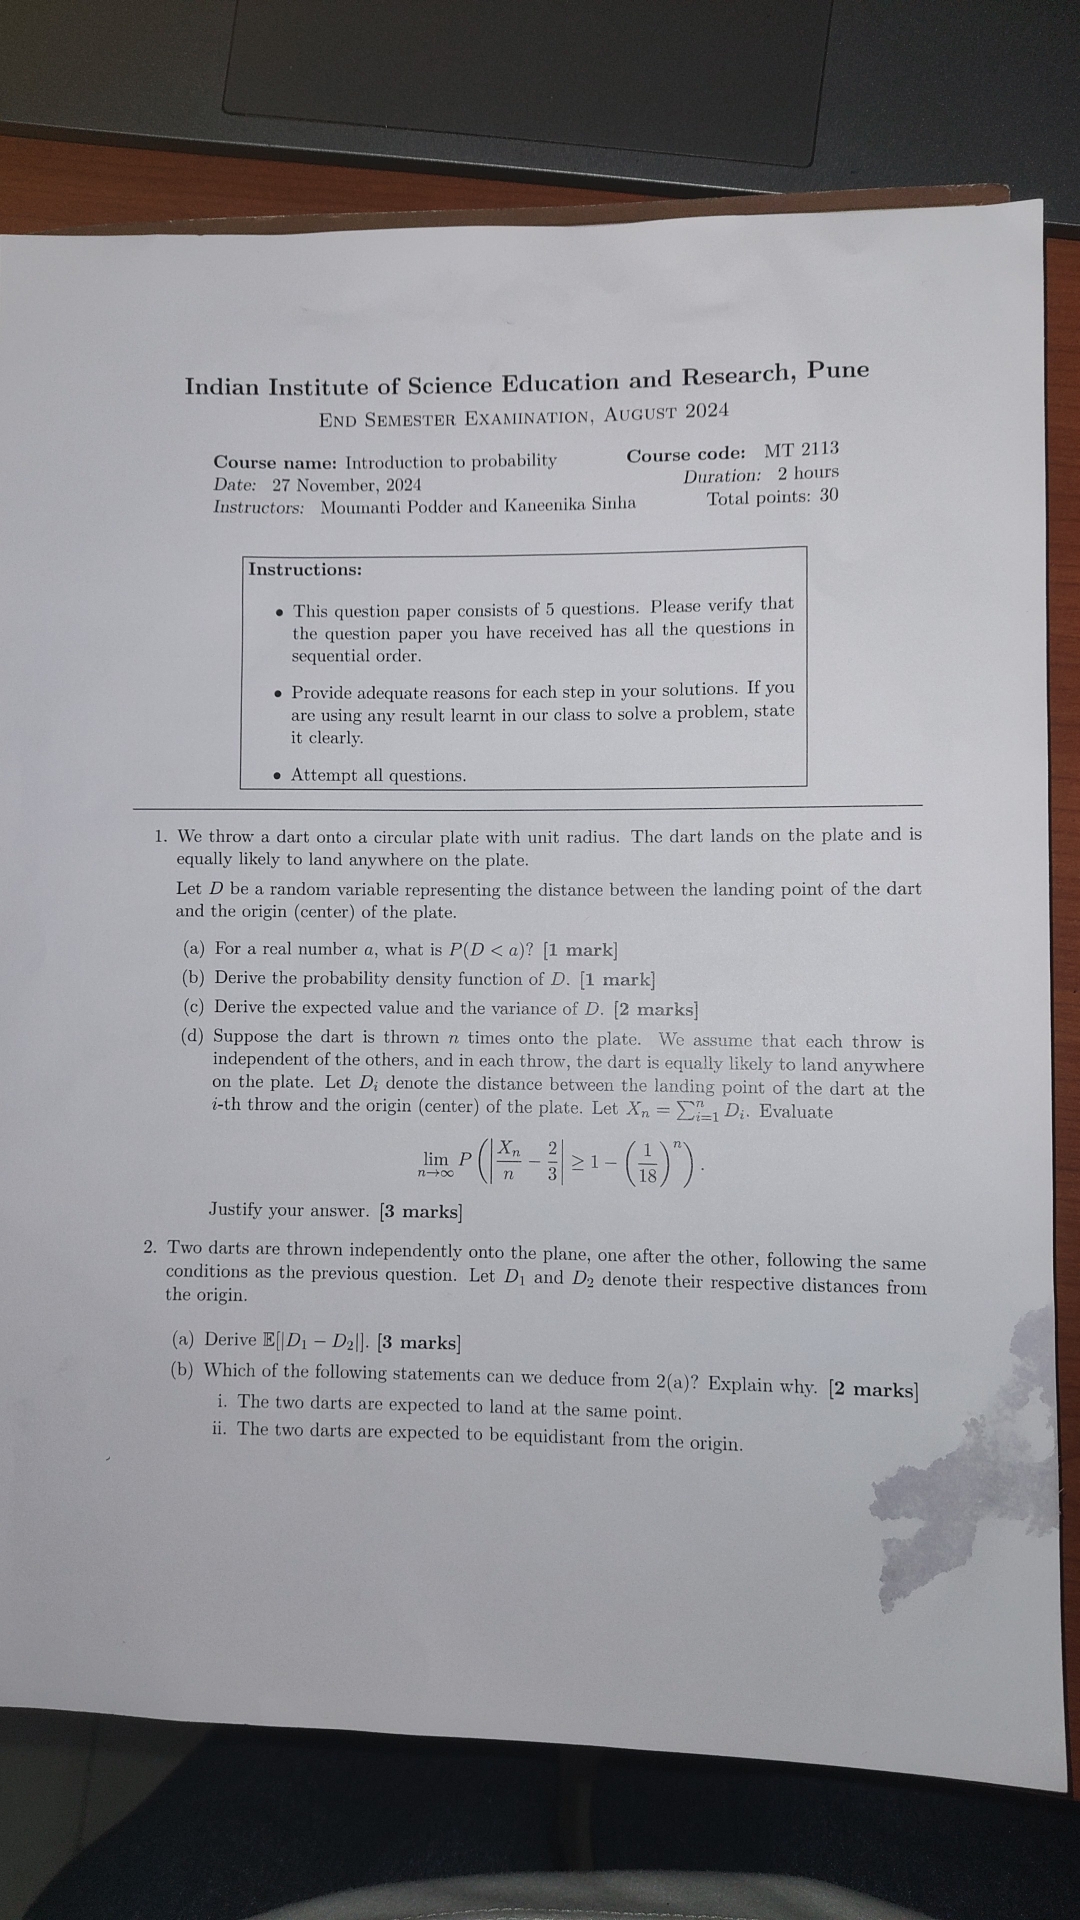 Indian Institute of Science Education and Research, Pune
END SEMESTER EXAMINATION, AUGUST 2024
Course name: Introduction to probability Course code: MT 2113
Date: 27 November, 2024 Duration: 2 hours
Instructors: Moumanti Podder and Kaneenika Sinha Total points: 30
Instructions:
• This question paper consists of 5 questions. Please verify that
the question paper you have received has all the questions in
sequential order.
• Provide adequate reasons for each step in your solutions. If you
are using any result learnt in our class to solve a problem, state
it clearly.
• Attempt all questions.
1. We throw a dart onto a circular plate with unit radius. The dart lands on the plate and is
equally likely to land anywhere on the plate.
Let D be a random variable representing the distance between the landing point of the dart
and the origin (center) of the plate.
(a) For a real number a, what is P(D < a)? [1 mark]
(b) Derive the probability density function of D. [1 mark]
(c) Derive the expected value and the variance of D. [2 marks]
(d) Suppose the dart is thrown n times onto the plate. We assume that each throw is
independent of the others, and in each throw, the dart is equally likely to land anywhere
on the plate. Let D_i denote the distance between the landing point of the dart at the
i-th throw and the origin (center) of the plate. Let X_n = ∑_{i=1}^n D_i. Evaluate
lim_{n→∞} P(|X_n/n − 2/3| ≥ 1 − (1/18)^n).
Justify your answer. [3 marks]
2. Two darts are thrown independently onto the plane, one after the other, following the same
conditions as the previous question. Let D₁ and D₂ denote their respective distances from
the origin.
(a) Derive 𝔼[|D₁ − D₂|]. [3 marks]
(b) Which of the following statements can we deduce from 2(a)? Explain why. [2 marks]
i. The two darts are expected to land at the same point.
ii. The two darts are expected to be equidistant from the origin.